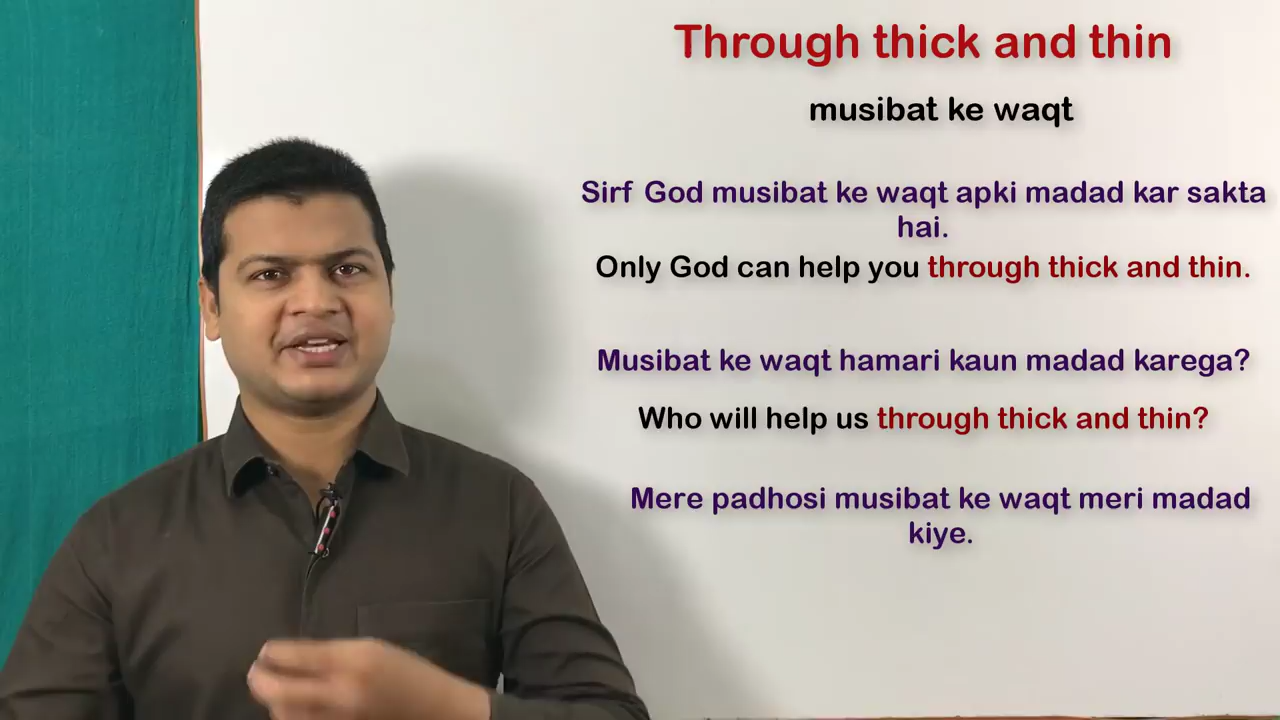 Through thick and thin
musibat ke waqt
Sirf God musibat ke waqt apki madad kar sakta
hai.
Only God can help you through thick and thin.
Musibat ke waqt hamari kaun madad karega?
Who will help us through thick and thin?
Mere padhosi musibat ke waqt meri madad
kiye.